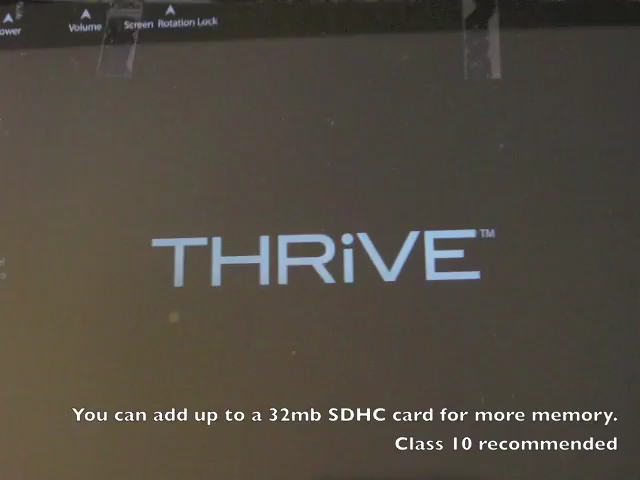 ower Volume Screen Rotation Lock
THRiVE™
You can add up to a 32mb SDHC card for more memory.
Class 10 recommended